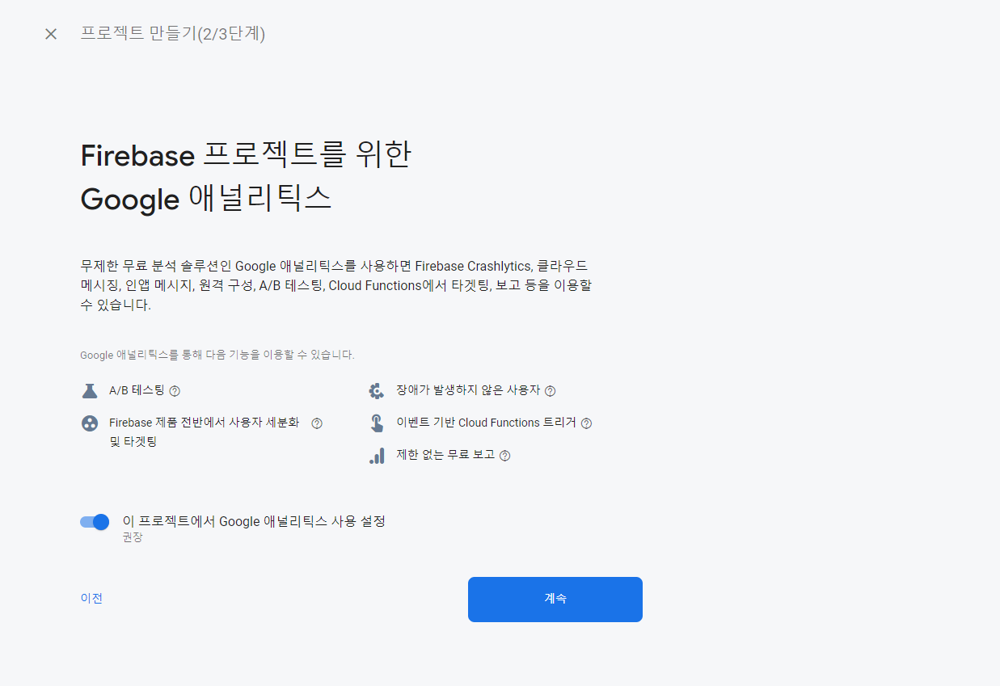 프로젝트 만들기(2/3단계)
Firebase 프로젝트를 위한
Google 애널리틱스
무제한 무료 분석 솔루션인 Google 애널리틱스를 사용하면 Firebase Crashlytics, 클라우드
메시징, 인앱 메시지, 원격 구성, A/B 테스팅, Cloud Functions에서 타겟팅, 보고 등을 이용할
수 있습니다.
Google 애널리틱스를 통해 다음 기능을 이용할 수 있습니다.
A/B 테스팅
Firebase 제품 전반에서 사용자 세분화
및 타겟팅
장애가 발생하지 않은 사용자
이벤트 기반 Cloud Functions 트리거
제한 없는 무료 보고
이 프로젝트에서 Google 애널리틱스 사용 설정
권장
이전
계속